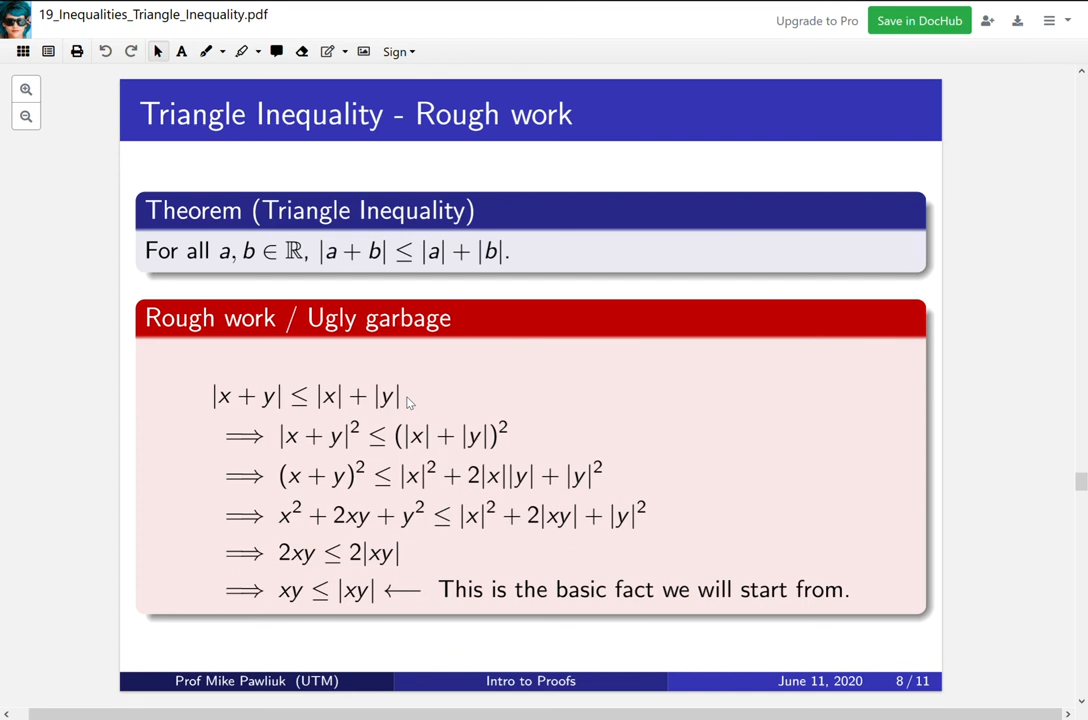 19_Inequalities_Triangle_Inequality.pdf
Upgrade to Pro
Save in DocHub
A
Sign
Triangle Inequality - Rough work
Theorem (Triangle Inequality)
For all a, b ∈ ℝ, |a + b| ≤ |a| + |b|.
Rough work / Ugly garbage
|x + y| ≤ |x| + |y|
⟹ |x + y|² ≤ (|x| + |y|)²
⟹ (x + y)² ≤ |x|² + 2|x||y| + |y|²
⟹ x² + 2xy + y² ≤ |x|² + 2|xy| + |y|²
⟹ 2xy ≤ 2|xy|
⟹ xy ≤ |xy| ⟵ This is the basic fact we will start from.
Prof Mike Pawliuk (UTM) Intro to Proofs June 11, 2020 8 / 11